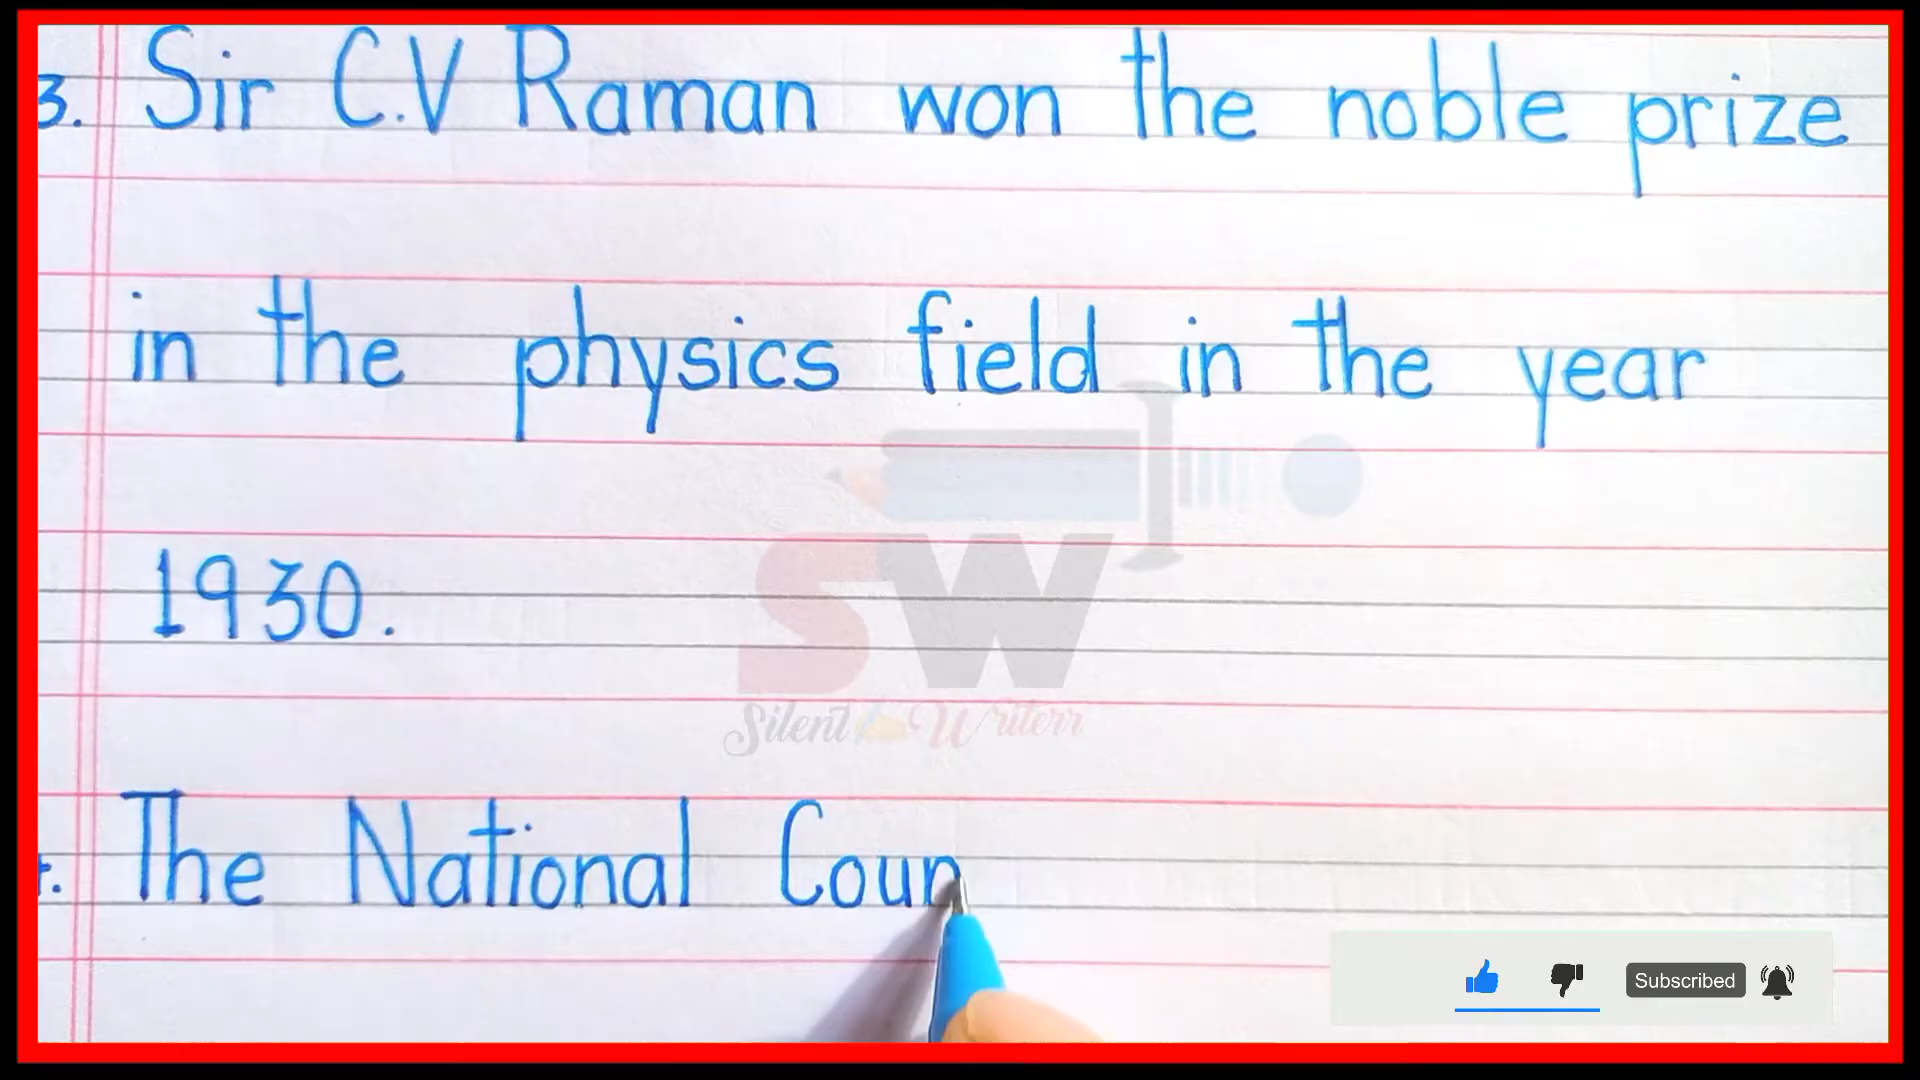 3. Sir C.V Raman won the noble prize
in the physics field in the year
1930.
SW
Silent Writerr
The National Coun
Subscribed